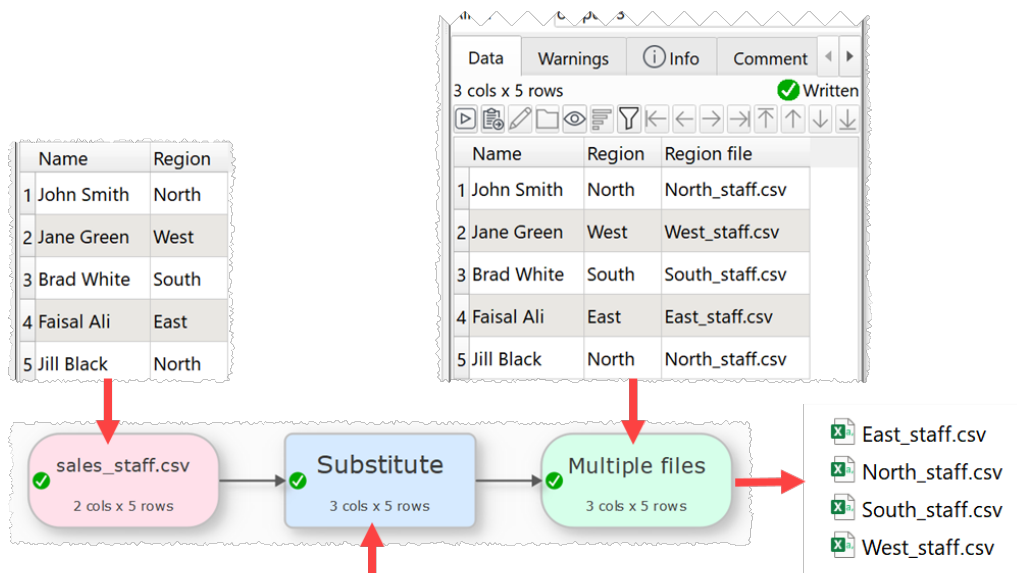 Data Warnings Info Comment
3 cols x 5 rows Written
Name Region Region file
1 John Smith North North_staff.csv
2 Jane Green West West_staff.csv
3 Brad White South South_staff.csv
4 Faisal Ali East East_staff.csv
5 Jill Black North North_staff.csv
Name Region
1 John Smith North
2 Jane Green West
3 Brad White South
4 Faisal Ali East
5 Jill Black North
sales_staff.csv
2 cols x 5 rows
Substitute
3 cols x 5 rows
Multiple files
3 cols x 5 rows
East_staff.csv
North_staff.csv
South_staff.csv
West_staff.csv